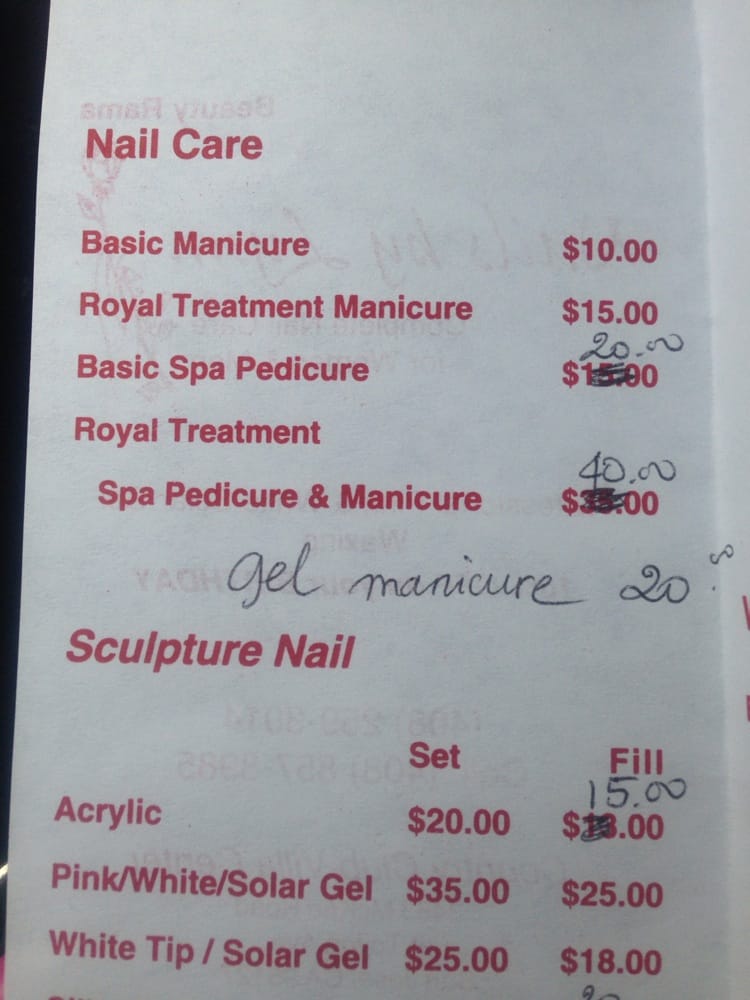 Nail Care
Basic Manicure $10.00
Royal Treatment Manicure $15.00
20.00
Basic Spa Pedicure $15.00
Royal Treatment
40.00
Spa Pedicure & Manicure $35.00
gel manicure 20.00
Sculpture Nail
Set Fill
15.00
Acrylic $20.00 .00
Pink/White/Solar Gel $35.00 $25.00
White Tip / Solar Gel $25.00 $18.00